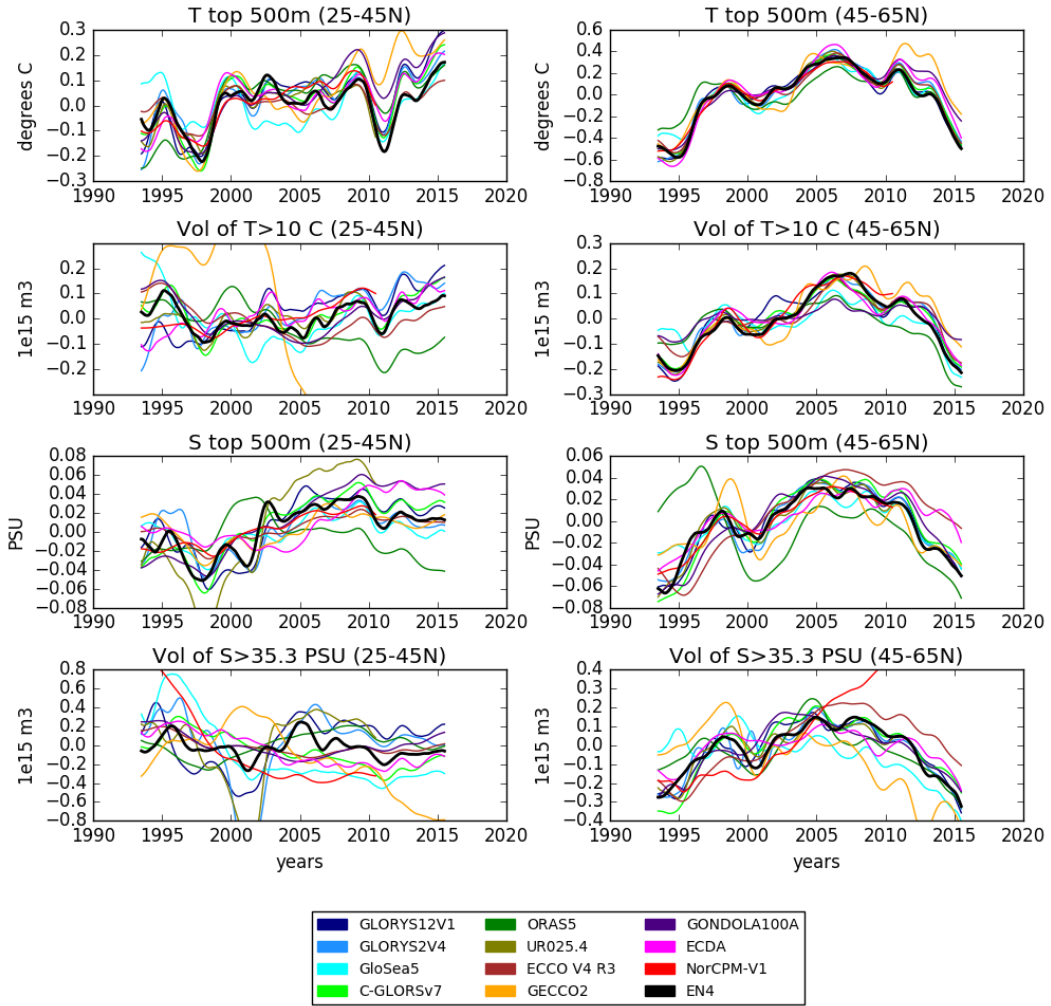 T top 500m (25-45N)
degrees C
0.3
0.2
0.1
0.0
−0.1
−0.2
−0.3
1990 1995 2000 2005 2010 2015 2020
T top 500m (45-65N)
degrees C
0.6
0.4
0.2
0.0
−0.2
−0.4
−0.6
−0.8
1990 1995 2000 2005 2010 2015 2020
Vol of T>10 C (25-45N)
1e15 m3
0.2
0.1
0.0
−0.1
−0.2
1990 1995 2000 2005 2010 2015 2020
Vol of T>10 C (45-65N)
1e15 m3
0.3
0.2
0.1
0.0
−0.1
−0.2
−0.3
1990 1995 2000 2005 2010 2015 2020
S top 500m (25-45N)
PSU
0.08
0.06
0.04
0.02
0.00
−0.02
−0.04
−0.06
−0.08
1990 1995 2000 2005 2010 2015 2020
S top 500m (45-65N)
PSU
0.06
0.04
0.02
0.00
−0.02
−0.04
−0.06
−0.08
1990 1995 2000 2005 2010 2015 2020
Vol of S>35.3 PSU (25-45N)
1e15 m3
0.8
0.6
0.4
0.2
0.0
−0.2
−0.4
−0.6
−0.8
1990 1995 2000 2005 2010 2015 2020
years
Vol of S>35.3 PSU (45-65N)
1e15 m3
0.4
0.3
0.2
0.1
0.0
−0.1
−0.2
−0.3
−0.4
1990 1995 2000 2005 2010 2015 2020
years
GLORYS12V1
GLORYS2V4
GloSea5
C-GLORSv7
ORAS5
UR025.4
ECCO V4 R3
GECCO2
GONDOLA100A
ECDA
NorCPM-V1
EN4